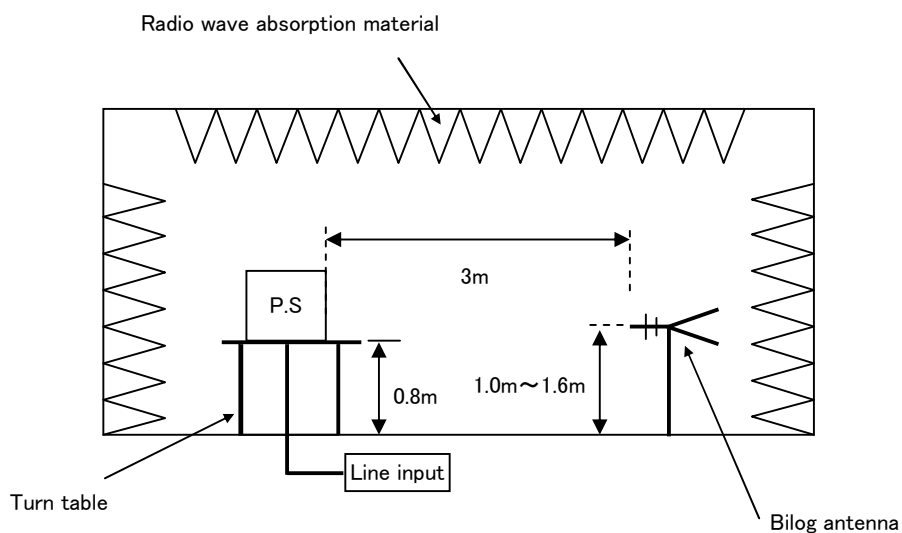 Radio wave absorption material
3m
P.S
0.8m
1.0m～1.6m
Line input
Turn table
Bilog antenna